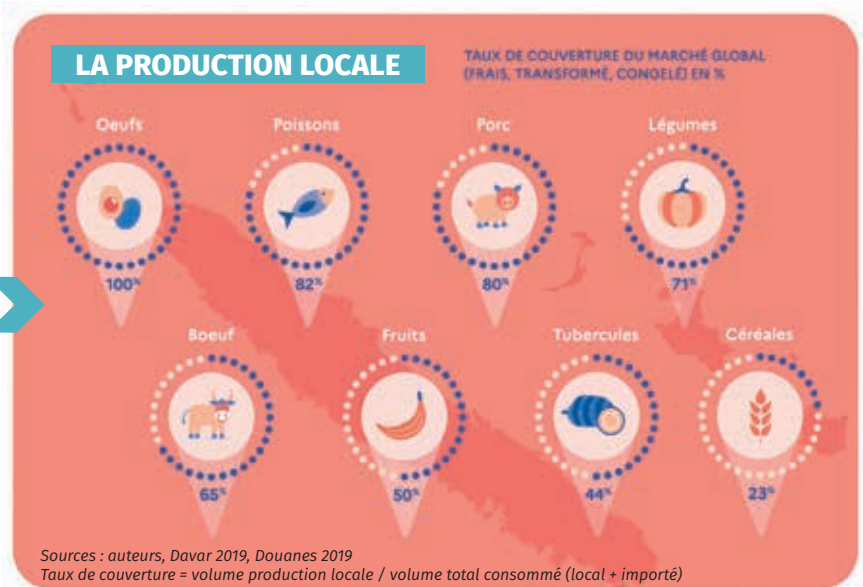 LA PRODUCTION LOCALE
TAUX DE COUVERTURE DU MARCHÉ GLOBAL
(FRAIS, TRANSFORMÉ, CONGELÉ) EN %
Oeufs
Poissons
Porc
Légumes
100%
82%
80%
71%
Boeuf
Fruits
Tubercules
Céréales
65%
50%
44%
23%
Sources : auteurs, Davar 2019, Douanes 2019
Taux de couverture = volume production locale / volume total consommé (local + importé)